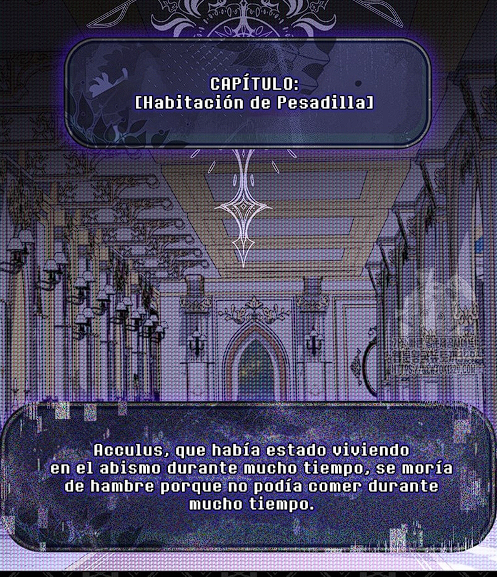 CAPÍTULO:
[Habitación de Pesadilla]
Acculus, que había estado viviendo
en el abismo durante mucho tiempo, se moría
de hambre porque no podía comer durante
mucho tiempo.